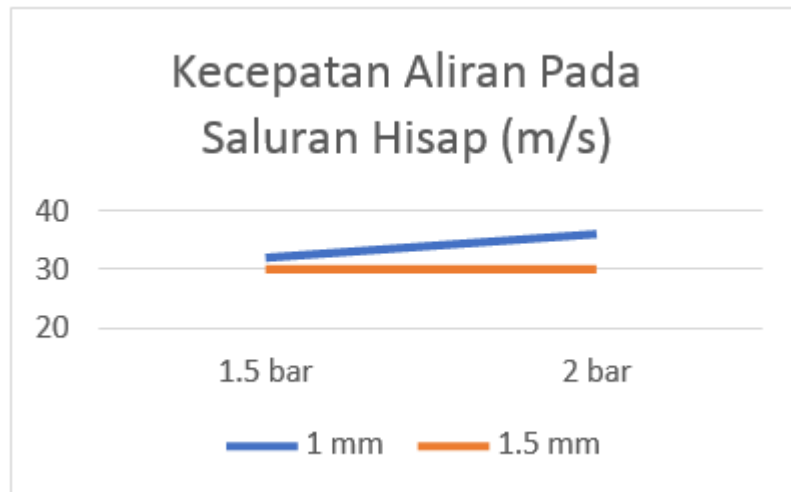 Kecepatan Aliran Pada
Saluran Hisap (m/s)
40
30
20
1.5 bar 2 bar
1 mm 1.5 mm